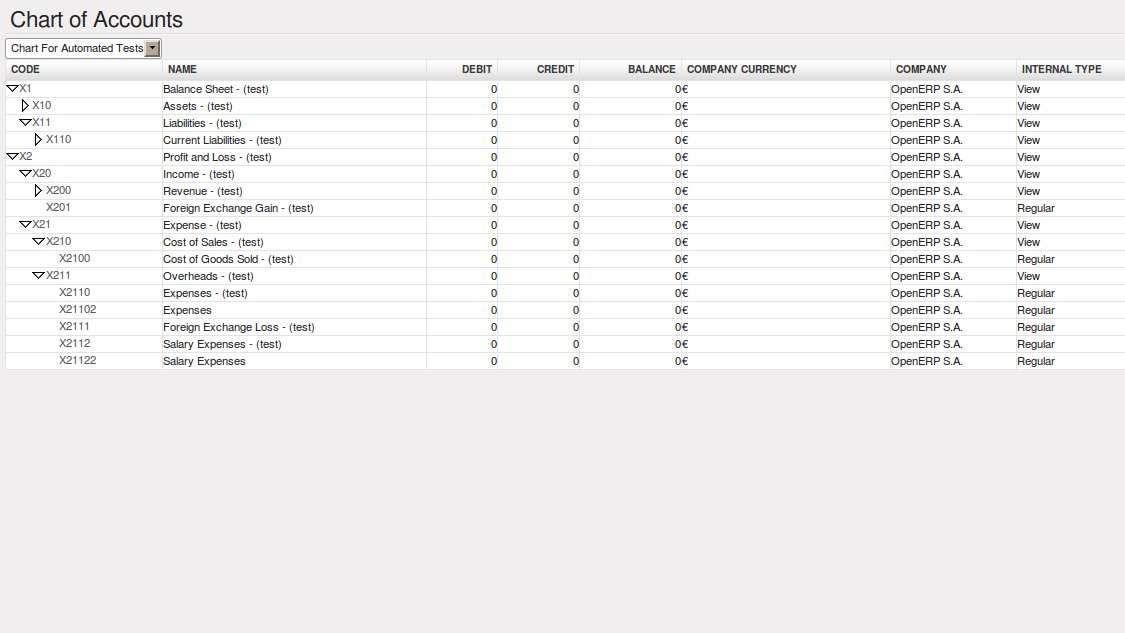 Chart of Accounts
Chart For Automated Tests
CODE NAME DEBIT CREDIT BALANCE COMPANY CURRENCY COMPANY INTERNAL TYPE
X1 Balance Sheet - (test) 0 0 0 € OpenERP S.A. View
X10 Assets - (test) 0 0 0 € OpenERP S.A. View
X11 Liabilities - (test) 0 0 0 € OpenERP S.A. View
X110 Current Liabilities - (test) 0 0 0 € OpenERP S.A. View
X2 Profit and Loss - (test) 0 0 0 € OpenERP S.A. View
X20 Income - (test) 0 0 0 € OpenERP S.A. View
X200 Revenue - (test) 0 0 0 € OpenERP S.A. View
X201 Foreign Exchange Gain - (test) 0 0 0 € OpenERP S.A. Regular
X21 Expense - (test) 0 0 0 € OpenERP S.A. View
X210 Cost of Sales - (test) 0 0 0 € OpenERP S.A. View
X2100 Cost of Goods Sold - (test) 0 0 0 € OpenERP S.A. Regular
X211 Overheads - (test) 0 0 0 € OpenERP S.A. View
X2110 Expenses - (test) 0 0 0 € OpenERP S.A. Regular
X21102 Expenses 0 0 0 € OpenERP S.A. Regular
X2111 Foreign Exchange Loss - (test) 0 0 0 € OpenERP S.A. Regular
X2112 Salary Expenses - (test) 0 0 0 € OpenERP S.A. Regular
X21122 Salary Expenses 0 0 0 € OpenERP S.A. Regular